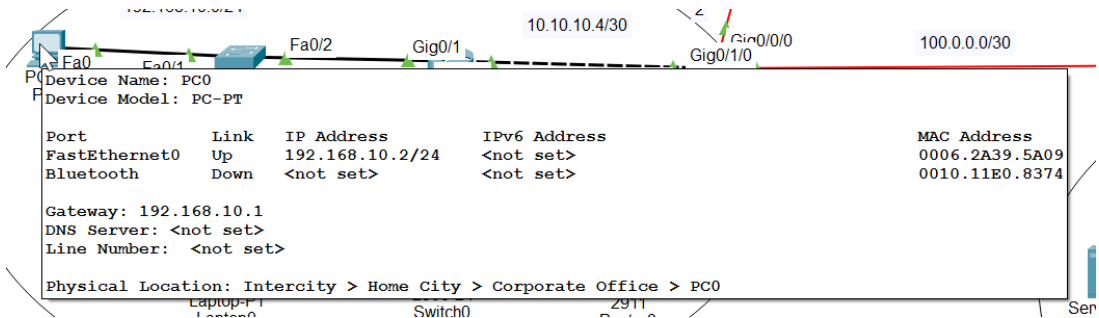 10.10.10.4/30
2
Fa0/2
Gig0/1
Gig0/0/0
Gig0/1/0
100.0.0.0/30
Fa0
Fa0/1
Device Name: PC0
Device Model: PC-PT
Port Link IP Address IPv6 Address MAC Address
FastEthernet0 Up 192.168.10.2/24 <not set> 0006.2A39.5A09
Bluetooth Down <not set> <not set> 0010.11E0.8374
Gateway: 192.168.10.1
DNS Server: <not set>
Line Number: <not set>
Physical Location: Intercity > Home City > Corporate Office > PC0
Laptop-PT
Switch0
2911
Serv